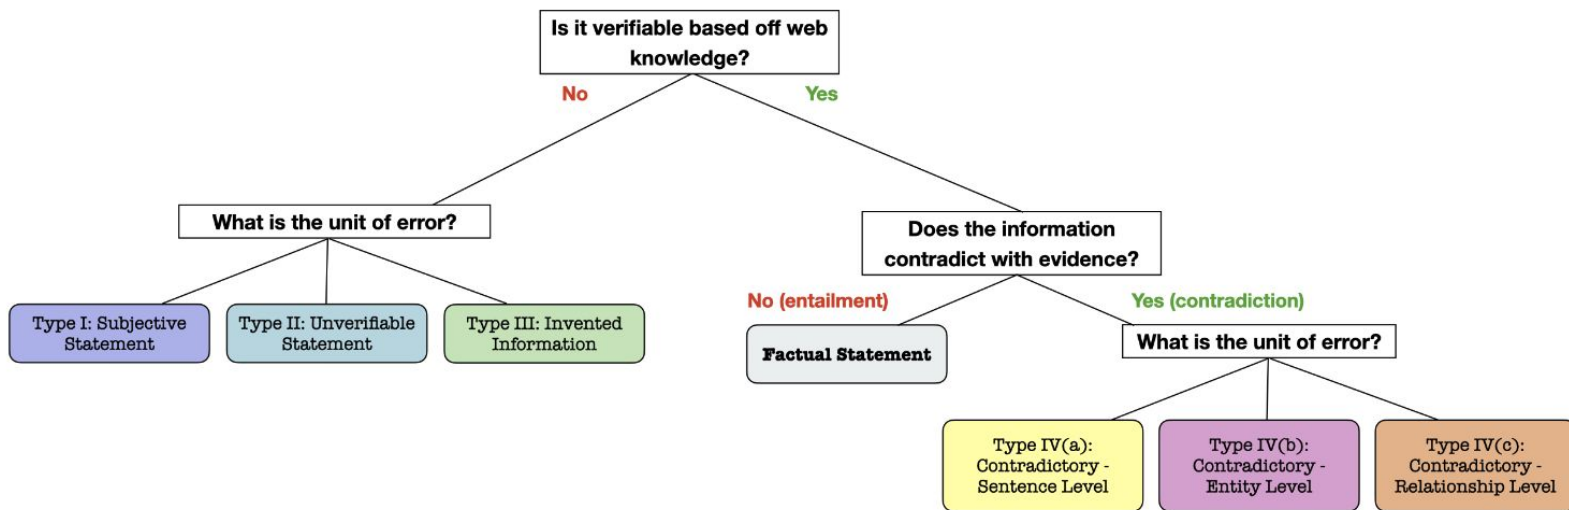 Is it verifiable based off web
knowledge?
No
Yes
What is the unit of error?
Does the information
contradict with evidence?
Type I: Subjective
Statement
Type II: Unverifiable
Statement
Type III: Invented
Information
No (entailment)
Yes (contradiction)
Factual Statement
What is the unit of error?
Type IV(a):
Contradictory -
Sentence Level
Type IV(b):
Contradictory -
Entity Level
Type IV(c):
Contradictory -
Relationship Level